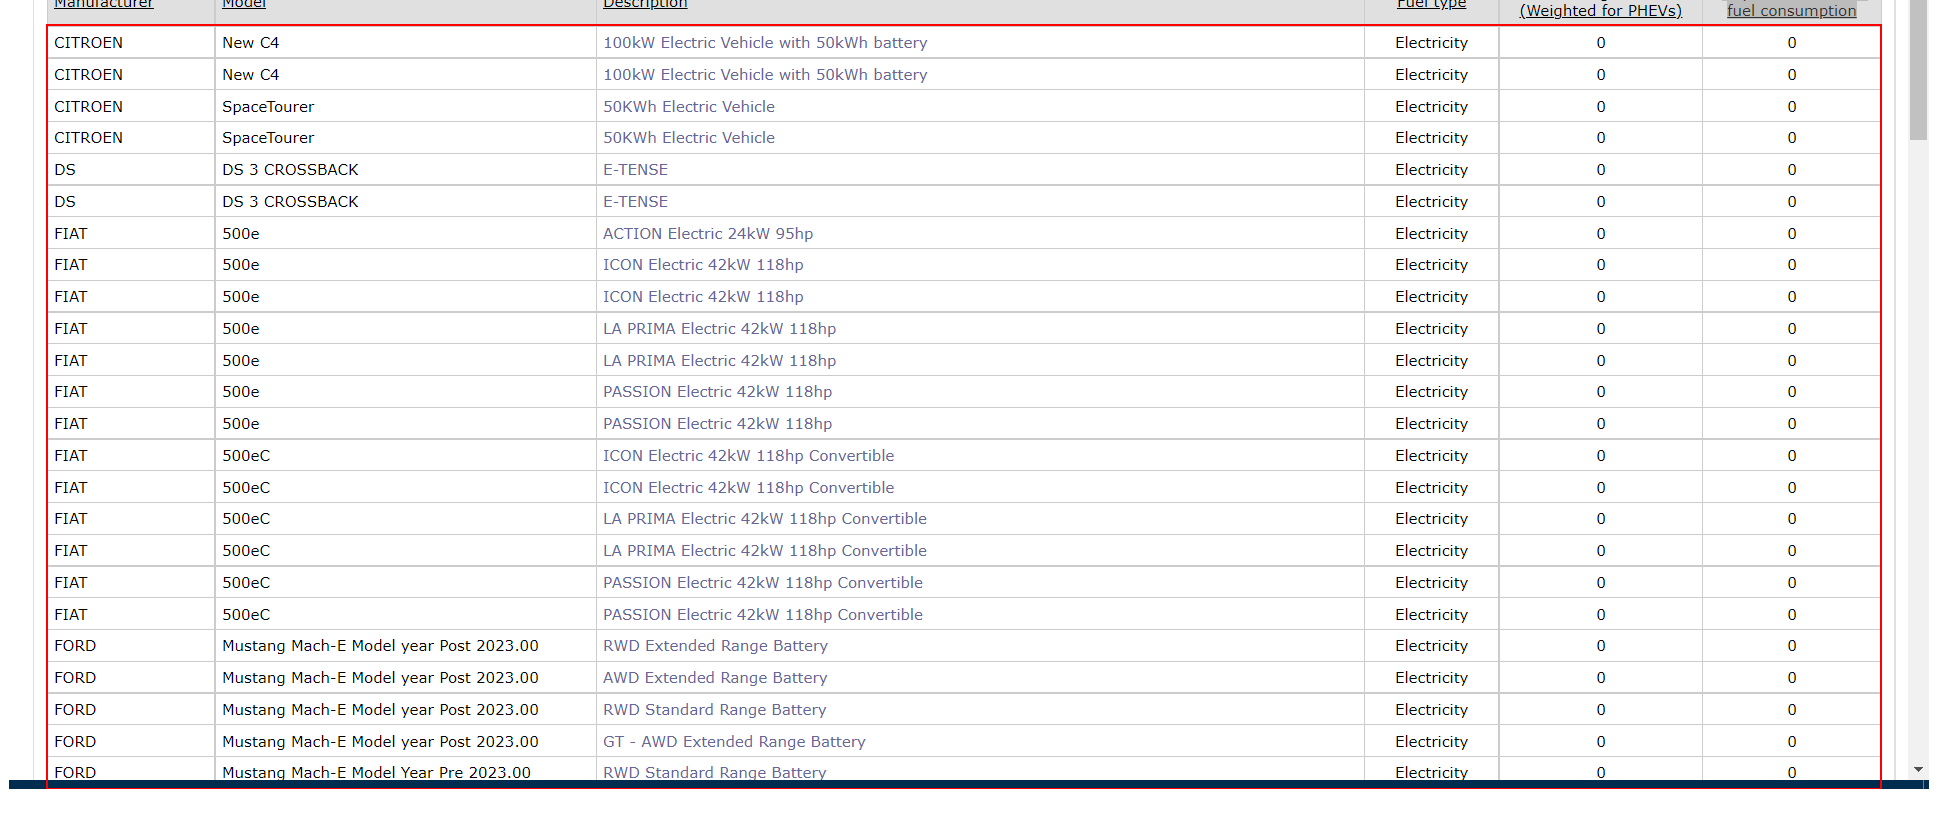 Manufacturer Model Description Fuel type
(Weighted for PHEVs) fuel consumption
CITROEN New C4 100kW Electric Vehicle with 50kWh battery Electricity 0 0
CITROEN New C4 100kW Electric Vehicle with 50kWh battery Electricity 0 0
CITROEN SpaceTourer 50KWh Electric Vehicle Electricity 0 0
CITROEN SpaceTourer 50KWh Electric Vehicle Electricity 0 0
DS DS 3 CROSSBACK E-TENSE Electricity 0 0
DS DS 3 CROSSBACK E-TENSE Electricity 0 0
FIAT 500e ACTION Electric 24kW 95hp Electricity 0 0
FIAT 500e ICON Electric 42kW 118hp Electricity 0 0
FIAT 500e ICON Electric 42kW 118hp Electricity 0 0
FIAT 500e LA PRIMA Electric 42kW 118hp Electricity 0 0
FIAT 500e LA PRIMA Electric 42kW 118hp Electricity 0 0
FIAT 500e PASSION Electric 42kW 118hp Electricity 0 0
FIAT 500e PASSION Electric 42kW 118hp Electricity 0 0
FIAT 500eC ICON Electric 42kW 118hp Convertible Electricity 0 0
FIAT 500eC ICON Electric 42kW 118hp Convertible Electricity 0 0
FIAT 500eC LA PRIMA Electric 42kW 118hp Convertible Electricity 0 0
FIAT 500eC LA PRIMA Electric 42kW 118hp Convertible Electricity 0 0
FIAT 500eC PASSION Electric 42kW 118hp Convertible Electricity 0 0
FIAT 500eC PASSION Electric 42kW 118hp Convertible Electricity 0 0
FORD Mustang Mach-E Model year Post 2023.00 RWD Extended Range Battery Electricity 0 0
FORD Mustang Mach-E Model year Post 2023.00 AWD Extended Range Battery Electricity 0 0
FORD Mustang Mach-E Model year Post 2023.00 RWD Standard Range Battery Electricity 0 0
FORD Mustang Mach-E Model year Post 2023.00 GT - AWD Extended Range Battery Electricity 0 0
FORD Mustang Mach-E Model Year Pre 2023.00 RWD Standard Range Battery Electricity 0 0